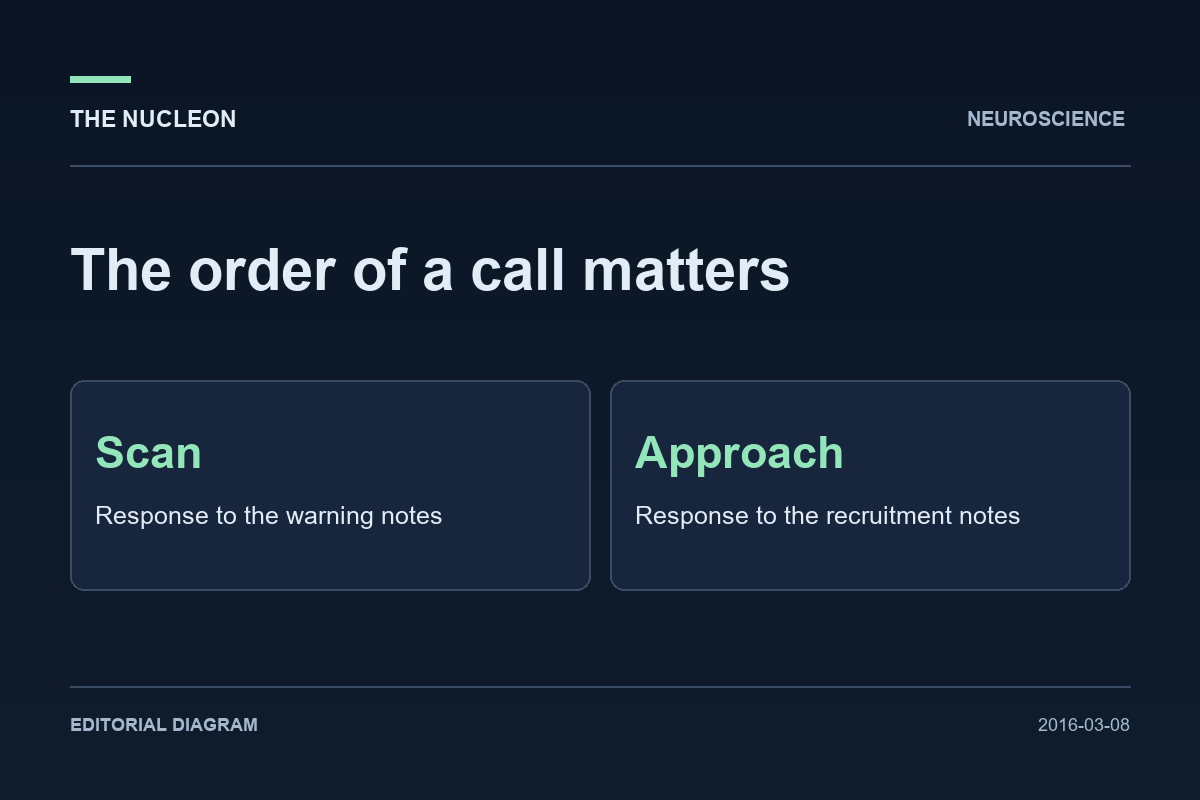 THE NUCLEON
NEUROSCIENCE
The order of a call matters
Scan
Response to the warning notes
Approach
Response to the recruitment notes
EDITORIAL DIAGRAM
2016-03-08